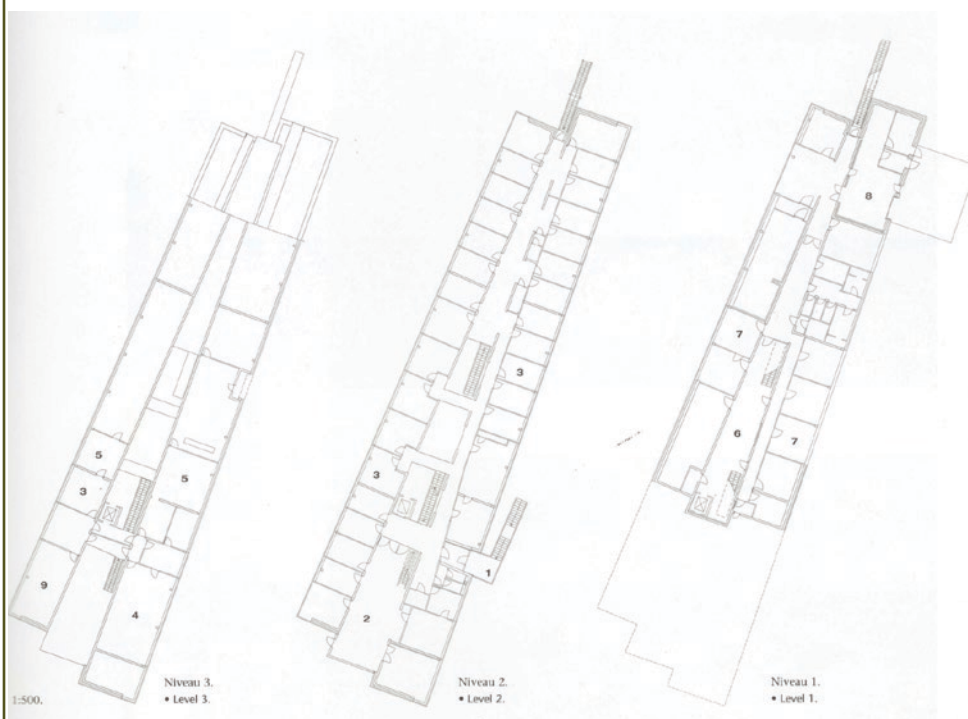 8
3
7
6
7
5
5
3
3
1
9
4
2
1:500.
Niveau 3.
• Level 3.
Niveau 2.
• Level 2.
Niveau 1.
• Level 1.